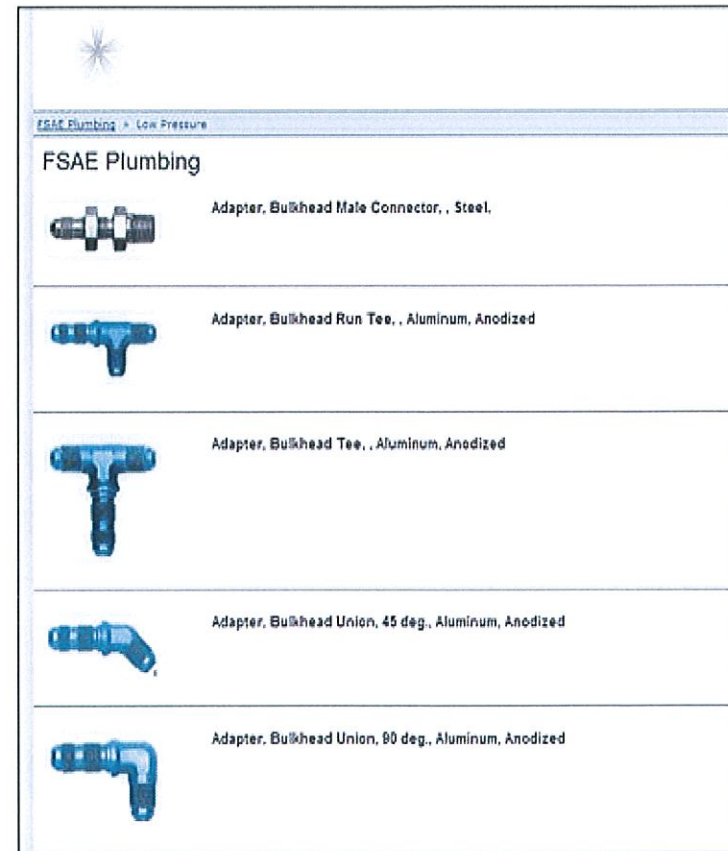 FSAE Plumbing > Low Pressure
FSAE Plumbing
Adapter, Bulkhead Male Connector, , Steel,
Adapter, Bulkhead Run Tee, , Aluminum, Anodized
Adapter, Bulkhead Tee, , Aluminum, Anodized
Adapter, Bulkhead Union, 45 deg., Aluminum, Anodized
Adapter, Bulkhead Union, 90 deg., Aluminum, Anodized